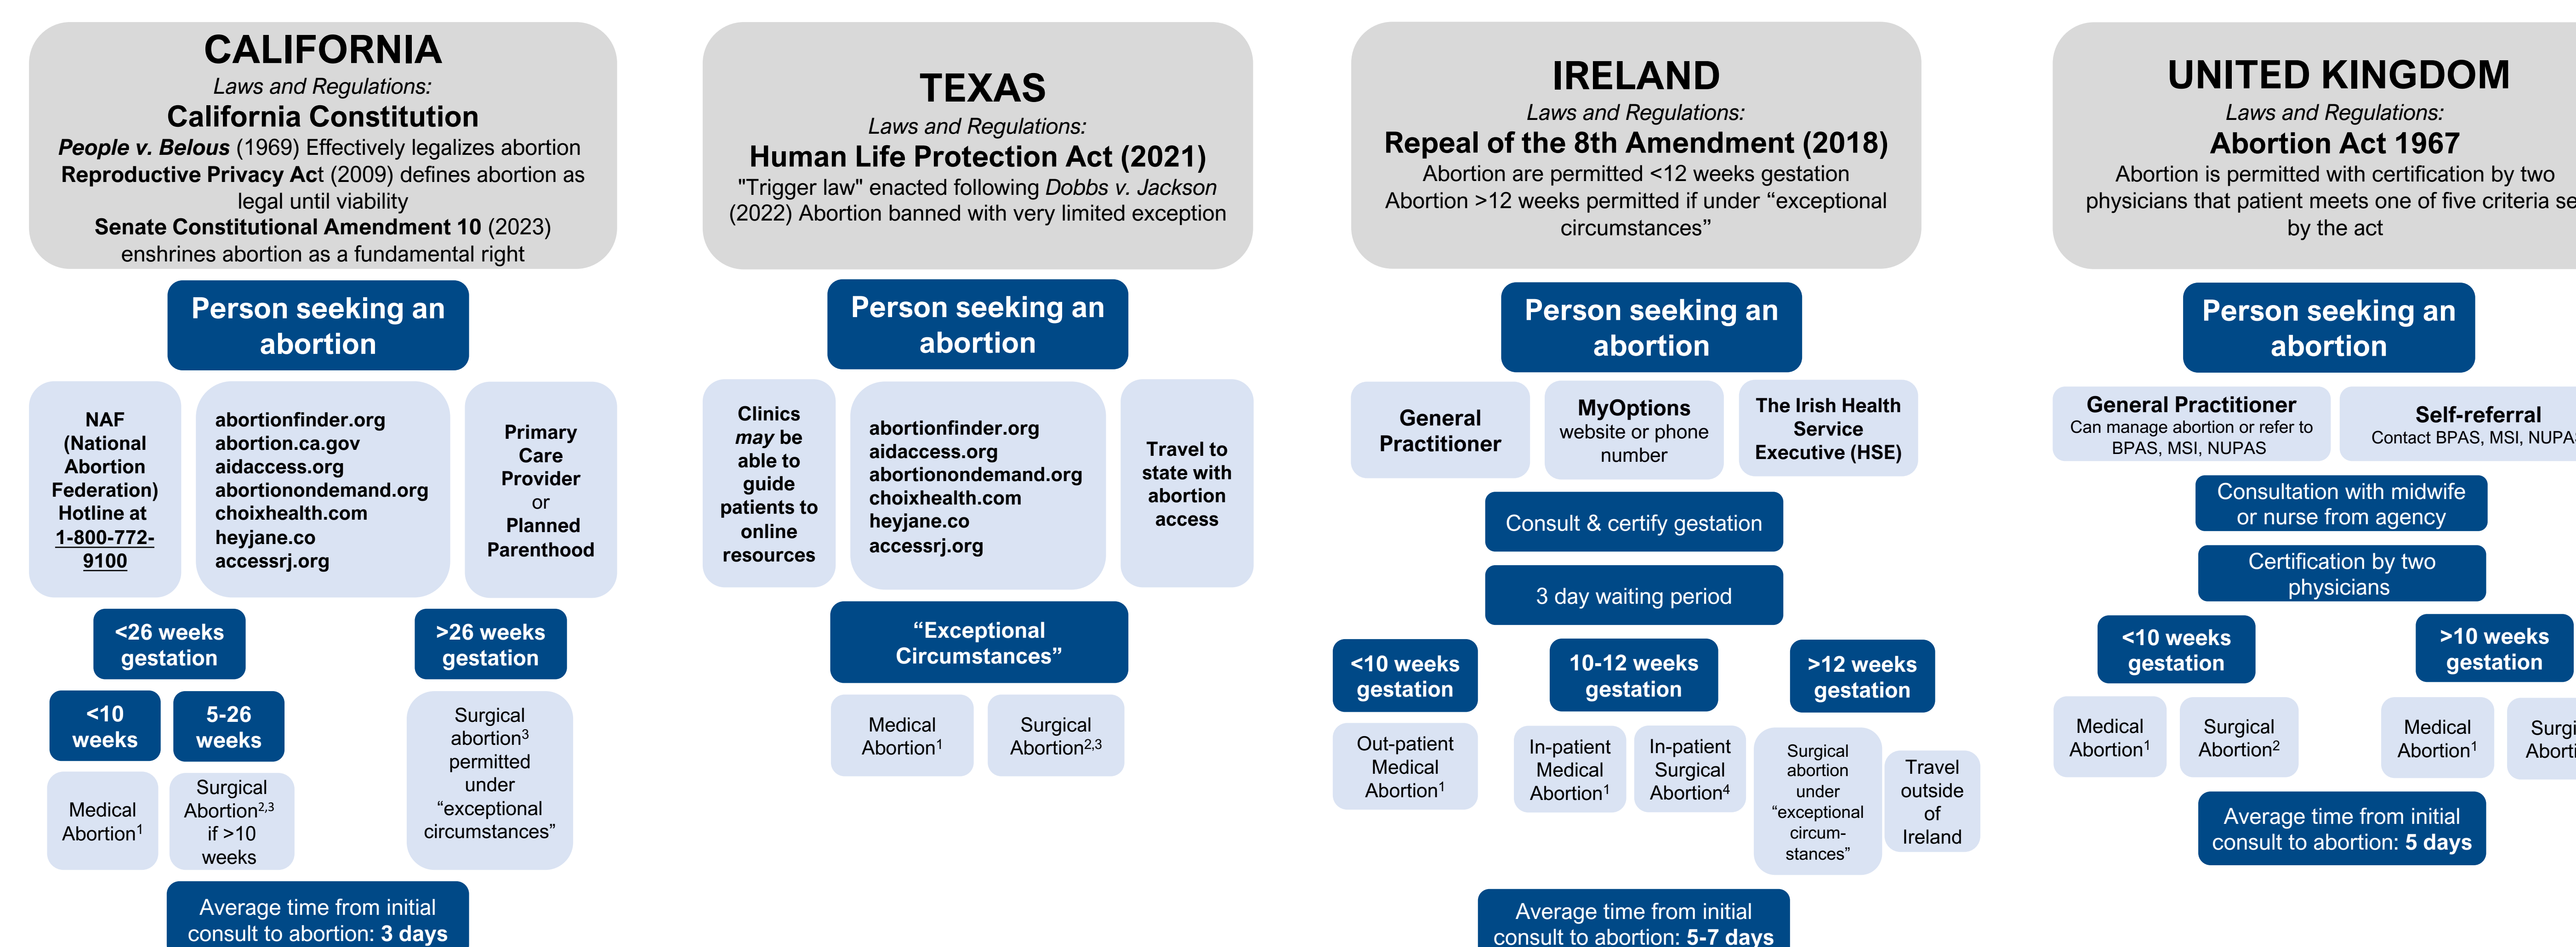 CALIFORNIA
Laws and Regulations:
California Constitution
People v. Belous (1969) Effectively legalizes abortion
Reproductive Privacy Act (2009) defines abortion as
legal until viability
Senate Constitutional Amendment 10 (2023)
enshrines abortion as a fundamental right
Person seeking an
abortion
NAF
(National
Abortion
Federation)
Hotline at
1-800-772-
9100
abortionfinder.org
abortion.ca.gov
aidaccess.org
abortionondemand.org
choixhealth.com
heyjane.co
accessrj.org
Primary
Care
Provider
or
Planned
Parenthood
<26 weeks
gestation
>26 weeks
gestation
<10
weeks
5-26
weeks
Medical
Abortion1
Surgical
Abortion2,3
if >10
weeks
Surgical
abortion3
permitted
under
“exceptional
circumstances”
Average time from initial
consult to abortion: 3 days
TEXAS
Laws and Regulations:
Human Life Protection Act (2021)
"Trigger law" enacted following Dobbs v. Jackson
(2022) Abortion banned with very limited exception
Person seeking an
abortion
Clinics
may be
able to
guide
patients to
online
resources
abortionfinder.org
aidaccess.org
abortionondemand.org
choixhealth.com
heyjane.co
accessrj.org
Travel to
state with
abortion
access
“Exceptional
Circumstances”
Medical
Abortion1
Surgical
Abortion2,3
IRELAND
Laws and Regulations:
Repeal of the 8th Amendment (2018)
Abortion are permitted <12 weeks gestation
Abortion >12 weeks permitted if under “exceptional
circumstances”
Person seeking an
abortion
General
Practitioner
MyOptions
website or phone
number
The Irish Health
Service
Executive (HSE)
Consult & certify gestation
3 day waiting period
<10 weeks
gestation
10-12 weeks
gestation
>12 weeks
gestation
Out-patient
Medical
Abortion1
In-patient
Medical
Abortion1
In-patient
Surgical
Abortion4
Surgical
abortion
under
“exceptional
circum-
stances”
Travel
outside
of
Ireland
Average time from initial
consult to abortion: 5-7 days
UNITED KINGDOM
Laws and Regulations:
Abortion Act 1967
Abortion is permitted with certification by two
physicians that patient meets one of five criteria
by the act
Person seeking an
abortion
General Practitioner
Can manage abortion or refer to
BPAS, MSI, NUPAS
Self-referral
Contact BPAS, MSI,
Consultation with midwife
or nurse from agency
Certification by two
physicians
<10 weeks
gestation
>10 weeks
gestation
Medical
Abortion1
Surgical
Abortion2
Medical
Abortion1
Average time from initial
consult to abortion: 5 days